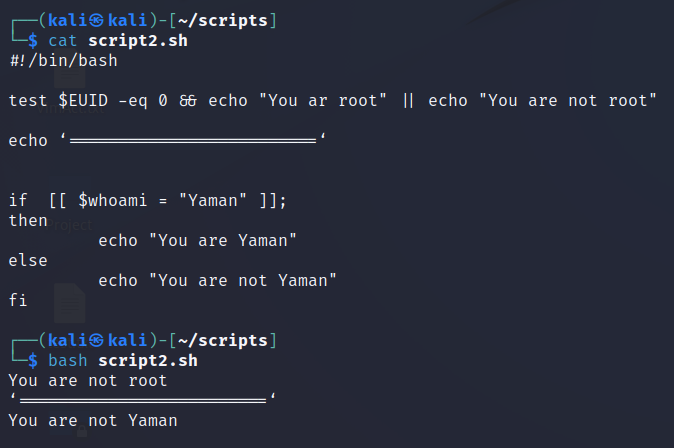 ┌──(kali㉿kali)-[~/scripts]
└─$ cat script2.sh
#!/bin/bash
test $EUID -eq 0 && echo "You ar root" || echo "You are not root"
echo ‘=========================‘
if  [[ $whoami = "Yaman" ]];
then
         echo "You are Yaman"
else
         echo "You are not Yaman"
fi
┌──(kali㉿kali)-[~/scripts]
└─$ bash script2.sh
You are not root
‘=========================‘
You are not Yaman